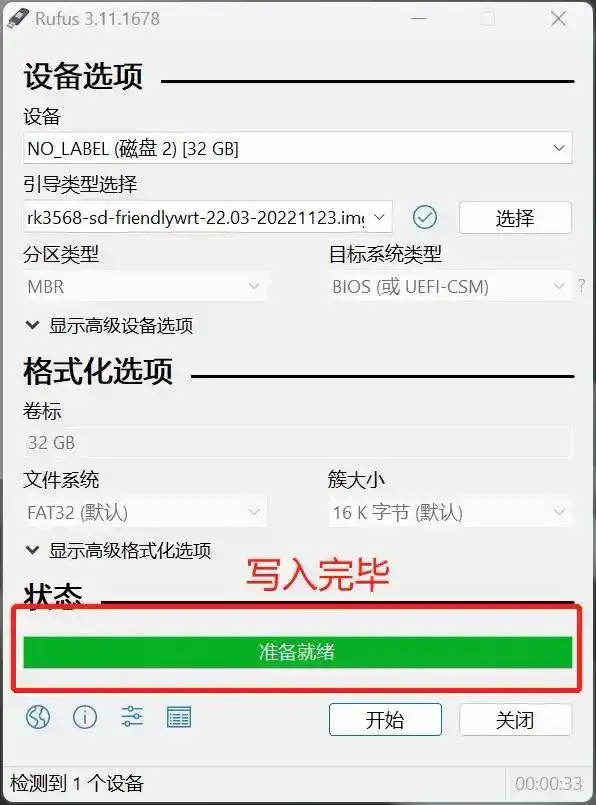 Rufus 3.11.1678
设备选项
设备
NO_LABEL (磁盘 2) [32 GB]
引导类型选择
rk3568-sd-friendlywrt-22.03-20221123.img
选择
分区类型
目标系统类型
MBR
BIOS (或 UEFI-CSM)
?
显示高级设备选项
格式化选项
卷标
32 GB
文件系统
簇大小
FAT32 (默认)
16 K 字节 (默认)
显示高级格式化选项
写入完毕
状态
准备就绪
开始
关闭
检测到 1 个设备
00:00:33